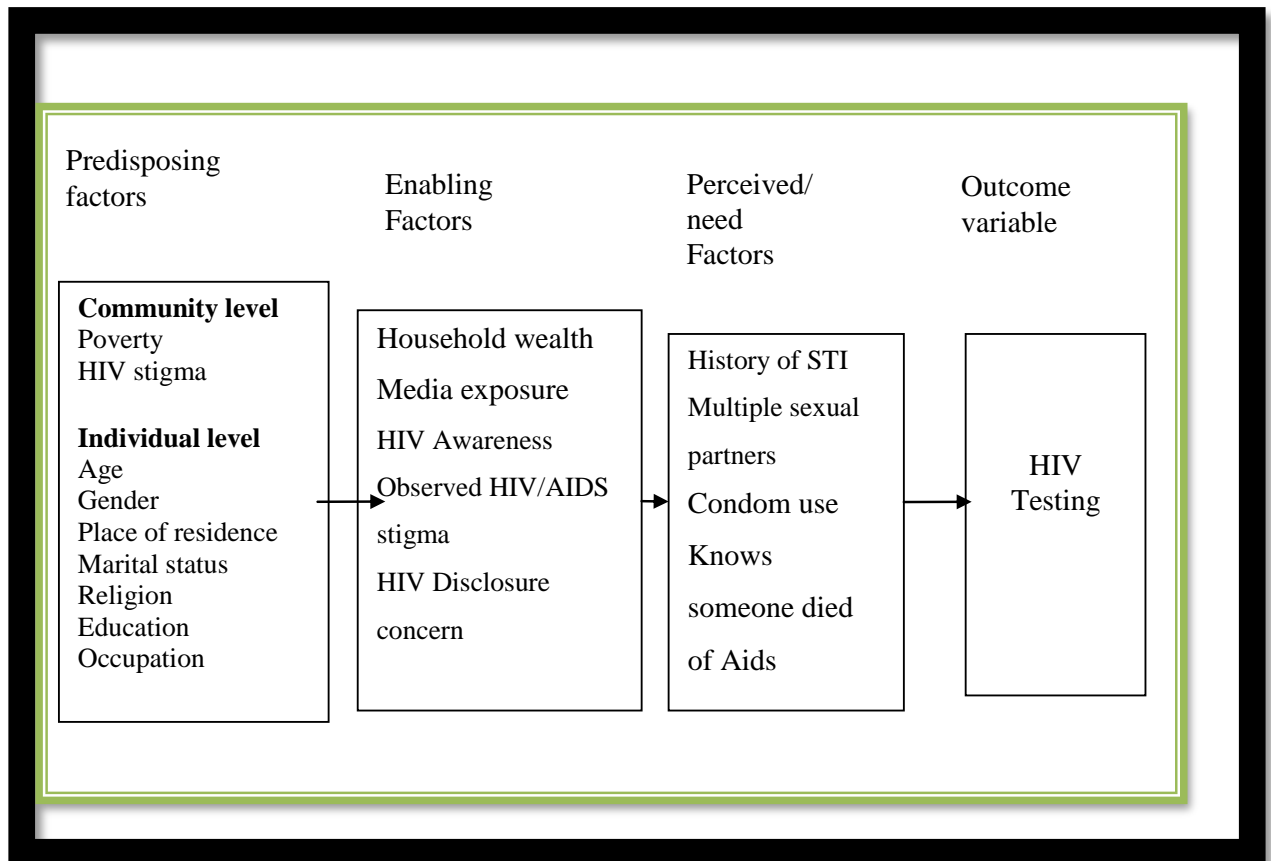 Predisposing
factors
Enabling
Factors
Perceived/
need
Factors
Outcome
variable
Community level
Poverty
HIV stigma
Individual level
Age
Gender
Place of residence
Marital status
Religion
Education
Occupation
Household wealth
Media exposure
HIV Awareness
Observed HIV/AIDS
stigma
HIV Disclosure
concern
History of STI
Multiple sexual
partners
Condom use
Knows
someone died
of Aids
HIV
Testing